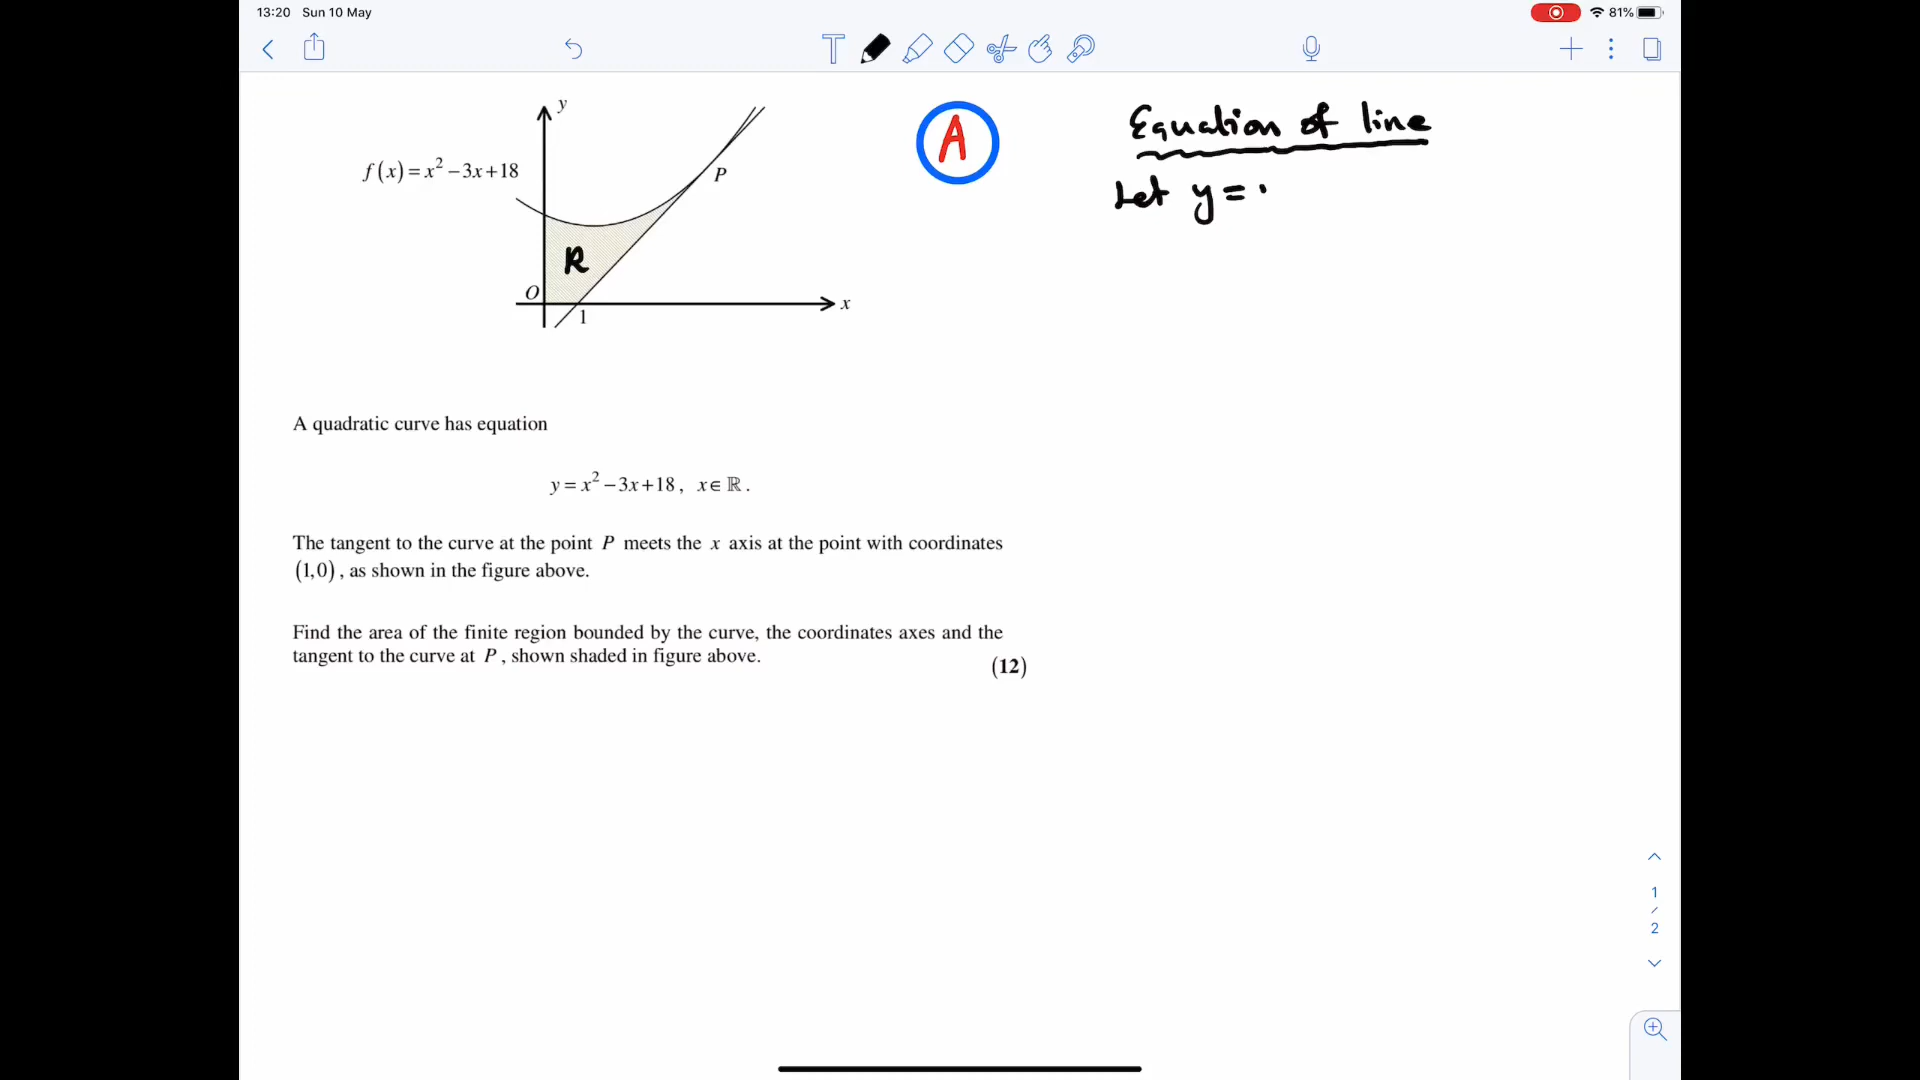 13:20 Sun 10 May
81%
y
A
Equation of line
f(x) = x² − 3x + 18
P
Let y = ·
R
O
x
1
A quadratic curve has equation
y = x² − 3x + 18, x ∈ ℝ.
The tangent to the curve at the point P meets the x axis at the point with coordinates
(1,0), as shown in the figure above.
Find the area of the finite region bounded by the curve, the coordinates axes and the
tangent to the curve at P, shown shaded in figure above.
(12)
1
/
2